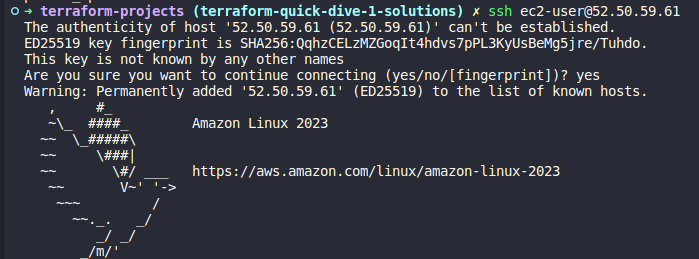 ➜ terraform-projects (terraform-quick-dive-1-solutions) ✗ ssh ec2-user@52.50.59.61
The authenticity of host '52.50.59.61 (52.50.59.61)' can't be established.
ED25519 key fingerprint is SHA256:QqhzCELzMZGoqIt4hdvs7pPL3KyUsBeMg5jre/Tuhdo.
This key is not known by any other names
Are you sure you want to continue connecting (yes/no/[fingerprint])? yes
Warning: Permanently added '52.50.59.61' (ED25519) to the list of known hosts.
   ,     #_
   ~\_  ####_        Amazon Linux 2023
  ~~  \_#####\
  ~~     \###|
  ~~       \#/ ___   https://aws.amazon.com/linux/amazon-linux-2023
   ~~       V~' '->
    ~~~         /
      ~~._.   _/
         _/ _/
       _/m/'